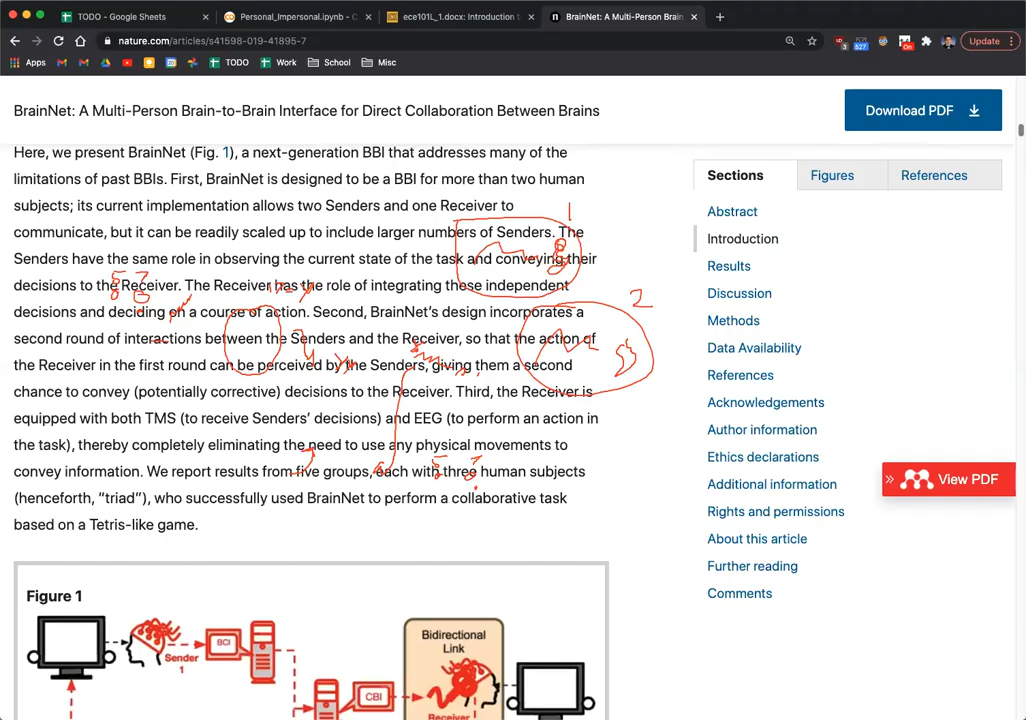 TODO - Google Sheets
Personal_Impersonal.ipynb - C
ece101L_1.docx: Introduction t
BrainNet: A Multi-Person Brain
nature.com/articles/s41598-019-41895-7
3
527
On
Update
Apps
20
TODO
Work
School
Misc
BrainNet: A Multi-Person Brain-to-Brain Interface for Direct Collaboration Between Brains
Download PDF
Here, we present BrainNet (Fig. 1), a next-generation BBI that addresses many of the
limitations of past BBIs. First, BrainNet is designed to be a BBI for more than two human
subjects; its current implementation allows two Senders and one Receiver to
communicate, but it can be readily scaled up to include larger numbers of Senders. The
Senders have the same role in observing the current state of the task and conveying their
decisions to the Receiver. The Receiver has the role of integrating these independent
decisions and deciding on a course of action. Second, BrainNet's design incorporates a
second round of interactions between the Senders and the Receiver, so that the action of
the Receiver in the first round can be perceived by the Senders, giving them a second
chance to convey (potentially corrective) decisions to the Receiver. Third, the Receiver is
equipped with both TMS (to receive Senders' decisions) and EEG (to perform an action in
the task), thereby completely eliminating the need to use any physical movements to
convey information. We report results from five groups, each with three human subjects
(henceforth, "triad"), who successfully used BrainNet to perform a collaborative task
based on a Tetris-like game.
1
2
Sections
Figures
References
Abstract
Introduction
Results
Discussion
Methods
Data Availability
References
Acknowledgements
Author information
Ethics declarations
Additional information
Rights and permissions
About this article
Further reading
Comments
View PDF
Figure 1
Sender
1
BCI
CBI
Bidirectional
Link
Receiver